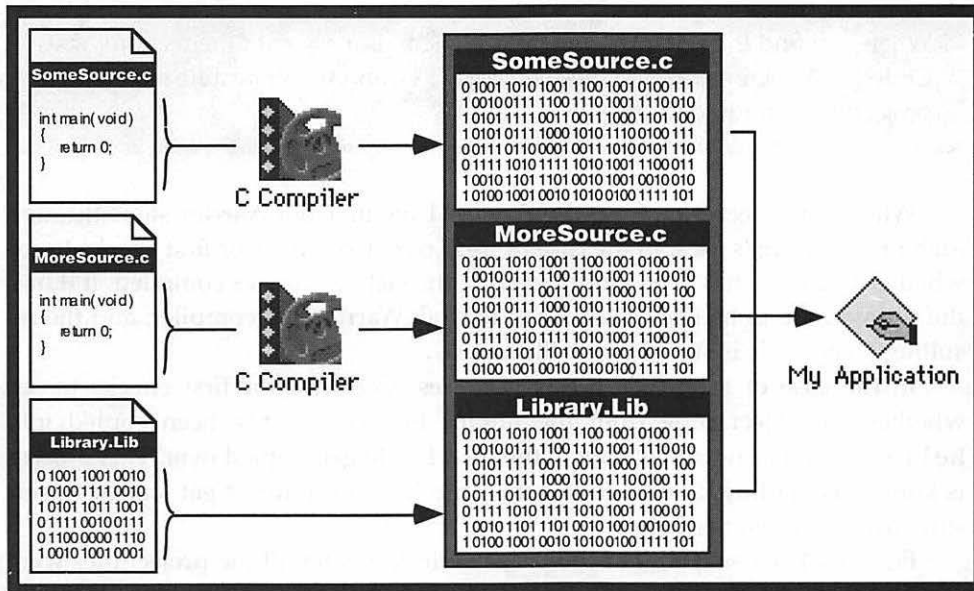 SomeSource.c
int main( void)
{
return 0;
}
C Compiler
SomeSource.c
0 1001 1010 1001 1100 1001 0100 111
1 0010 0111 1100 1110 1001 1110 010
1 0101 1111 0011 0011 1000 1101 100
1 0101 0111 1000 1010 1110 0100 111
0 0111 0110 0001 0011 1010 0101 110
0 1111 1010 1111 1010 1001 1100 011
1 0010 1101 1101 0010 1001 0010 010
1 0100 1001 0010 1010 0100 1111 101
MoreSource.c
int main( void)
{
return 0;
}
C Compiler
MoreSource.c
0 1001 1010 1001 1100 1001 0100 111
1 0010 0111 1100 1110 1001 1110 010
1 0101 1111 0011 0011 1000 1101 100
1 0101 0111 1000 1010 1110 0100 111
0 0111 0110 0001 0011 1010 0101 110
0 1111 1010 1111 1010 1001 1100 011
1 0010 1101 1101 0010 1001 0010 010
1 0100 1001 0010 1010 0100 1111 101
My Application
Library.Lib
0 1001 1001 0010
1 0100 1111 0010
1 0101 1011 1001
0 1111 0010 0111
0 1100 0000 1110
1 0010 1001 0001
Library.Lib
0 1001 1010 1001 1100 1001 0100 111
1 0010 0111 1100 1110 1001 1110 010
1 0101 1111 0011 0011 1000 1101 100
1 0101 0111 1000 1010 1110 0100 111
0 0111 0110 0001 0011 1010 0101 110
0 1111 1010 1111 1010 1001 1100 011
1 0010 1101 1101 0010 1001 0010 010
1 0100 1001 0010 1010 0100 1111 101